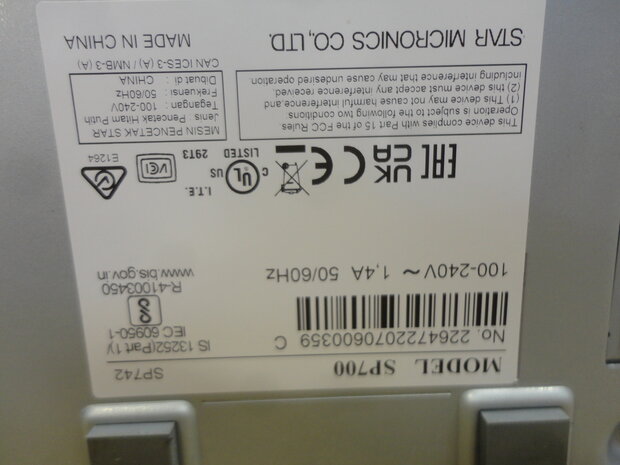 MODEL SP700
SP742
No. 2264722070600359 C
IS 13252(Part 1)/
IEC 60950-1
R-41003450
www.bis.gov.in
100-240V ~ 1,4A 50/60Hz
EAC
UK
CA
CE
C UL US
LISTED
29T3
I.T.E.
VCI
E1264
This device complies with Part 15 of the FCC Rules
Operation is subject to the following two conditions
(1) This device may not cause harmful interference,and
(2) this device must accept any interference received,
including interference that may cause undesired operation
MESIN PENCETAK STAR
Jenis : Pencetak Hitam Putih
Tegangan : 100-240V
Frekuensi : 50/60Hz
Dibuat di : CHINA
CAN ICES-3 (A) / NMB-3 (A)
STAR MICRONICS CO.,LTD.
MADE IN CHINA